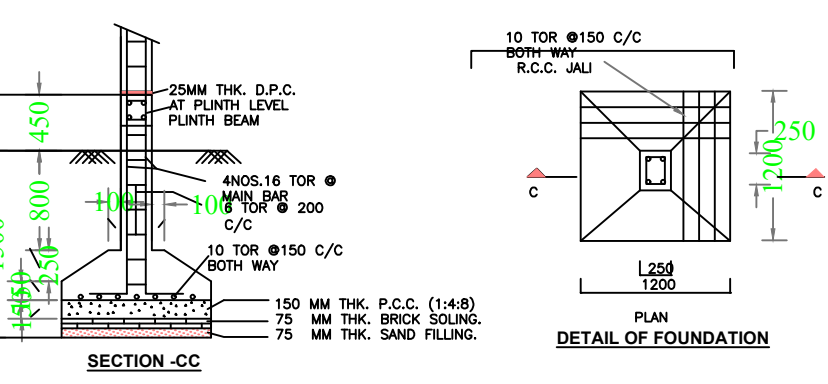 25MM THK. D.P.C.
AT PLINTH LEVEL
PLINTH BEAM
450
4NOS.16 TOR @
MAIN BAR
6 TOR @ 200
C/C
100
100
800
10 TOR @150 C/C
BOTH WAY
250
150 MM THK. P.C.C. (1:4:8)
75 MM THK. BRICK SOLING.
75 MM THK. SAND FILLING.
SECTION -CC
10 TOR @150 C/C
BOTH WAY
R.C.C. JALI
250
1200
C
C
250
1200
PLAN
DETAIL OF FOUNDATION